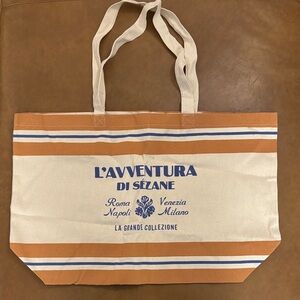 L'AVVENTURA
DI SÉZANE
Roma Venezia
Napoli Milano
LA GRANDE COLLEZIONE